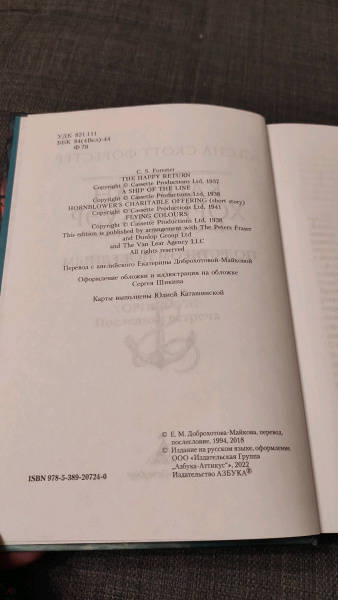 УДК 821.111
ББК 84(4Вел)-44
Ф 78
C. S. Forester
THE HAPPY RETURN
Copyright © Cassette Productions Ltd, 1937
A SHIP OF THE LINE
Copyright © Cassette Productions Ltd, 1938
HORNBLOWER'S CHARITABLE OFFERING (short story)
Copyright © Cassette Productions Ltd, 1941
FLYING COLOURS
Copyright © Cassette Productions Ltd, 1938
This edition is published by arrangement with The Peters Fraser
and Dunlop Group Ltd
and The Van Lear Agency LLC
All rights reserved
Перевод с английского Екатерины Доброхотовой-Майковой
Оформление обложки и иллюстрация на обложке
Сергея Шикина
Карты выполнены Юлией Каташинской
© Е. М. Доброхотова-Майкова, перевод,
послесловие, 1994, 2018
© Издание на русском языке, оформление.
ООО «Издательская Группа
„Азбука-Аттикус“», 2022
Издательство АЗБУКА®
ISBN 978-5-389-20724-0